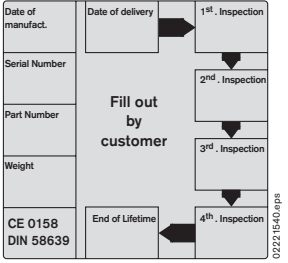 Date of
manufact.
Date of delivery
1st. Inspection
Serial Number
2nd. Inspection
Fill out
by
customer
Part Number
3rd. Inspection
Weight
CE 0158
DIN 58639
End of Lifetime
4th. Inspection
02221540.eps